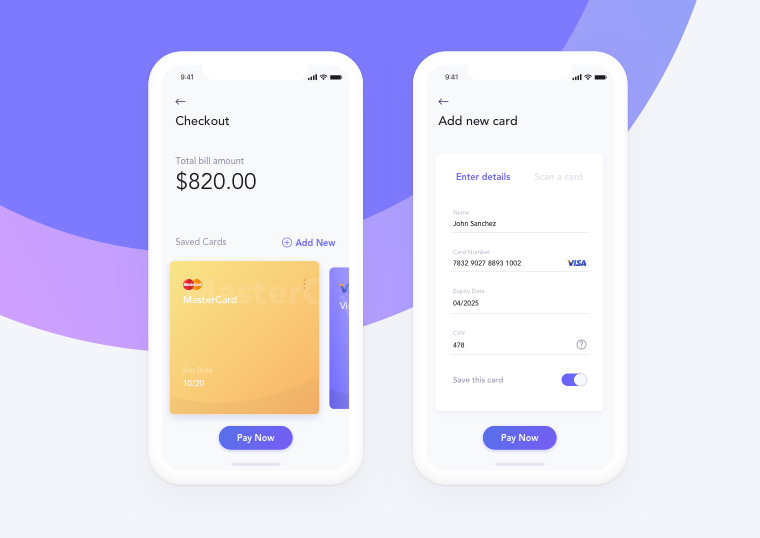 9:41
Checkout
Total bill amount
$820.00
Saved Cards
Add New
MasterCard
MasterCard
Exp Date
10/20
Pay Now
9:41
Add new card
Enter details
Scan a card
Name
John Sanchez
Card Number
7832 9027 8893 1002
VISA
Expiry Date
04/2025
CVV
478
?
Save this card
Pay Now